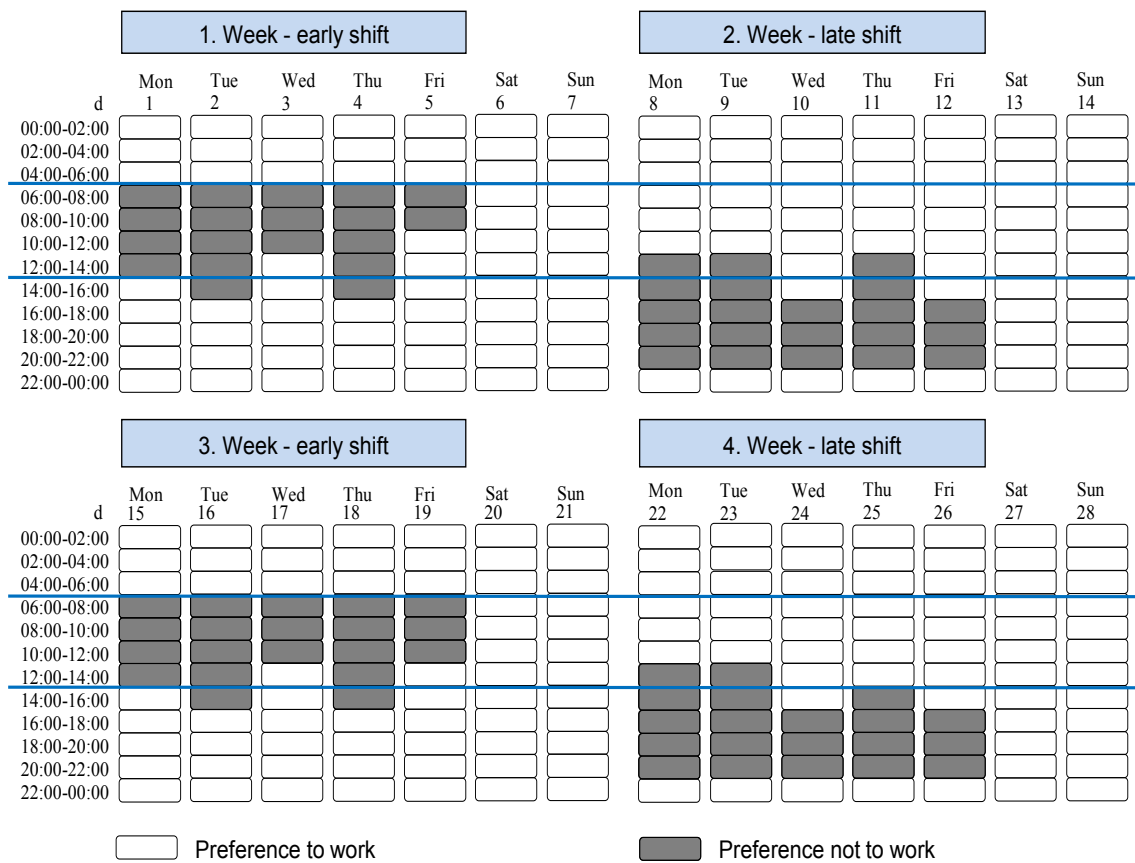 1. Week - early shift
2. Week - late shift
Mon Tue Wed Thu Fri Sat Sun
d 1 2 3 4 5 6 7
Mon Tue Wed Thu Fri Sat Sun
8 9 10 11 12 13 14
00:00-02:00
02:00-04:00
04:00-06:00
06:00-08:00
08:00-10:00
10:00-12:00
12:00-14:00
14:00-16:00
16:00-18:00
18:00-20:00
20:00-22:00
22:00-00:00
3. Week - early shift
4. Week - late shift
Mon Tue Wed Thu Fri Sat Sun
d 15 16 17 18 19 20 21
Mon Tue Wed Thu Fri Sat Sun
22 23 24 25 26 27 28
00:00-02:00
02:00-04:00
04:00-06:00
06:00-08:00
08:00-10:00
10:00-12:00
12:00-14:00
14:00-16:00
16:00-18:00
18:00-20:00
20:00-22:00
22:00-00:00
Preference to work
Preference not to work